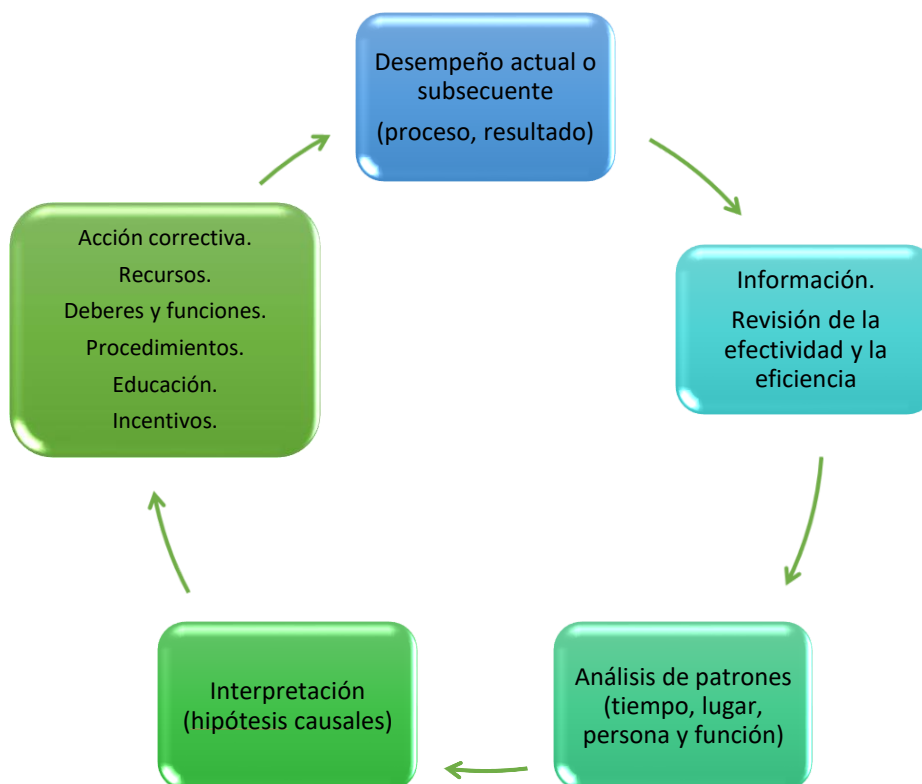 Desempeño actual o
subsecuente
(proceso, resultado)
Información.
Revisión de la
efectividad y la
eficiencia
Análisis de patrones
(tiempo, lugar,
persona y función)
Interpretación
(hipótesis causales)
Acción correctiva.
Recursos.
Deberes y funciones.
Procedimientos.
Educación.
Incentivos.